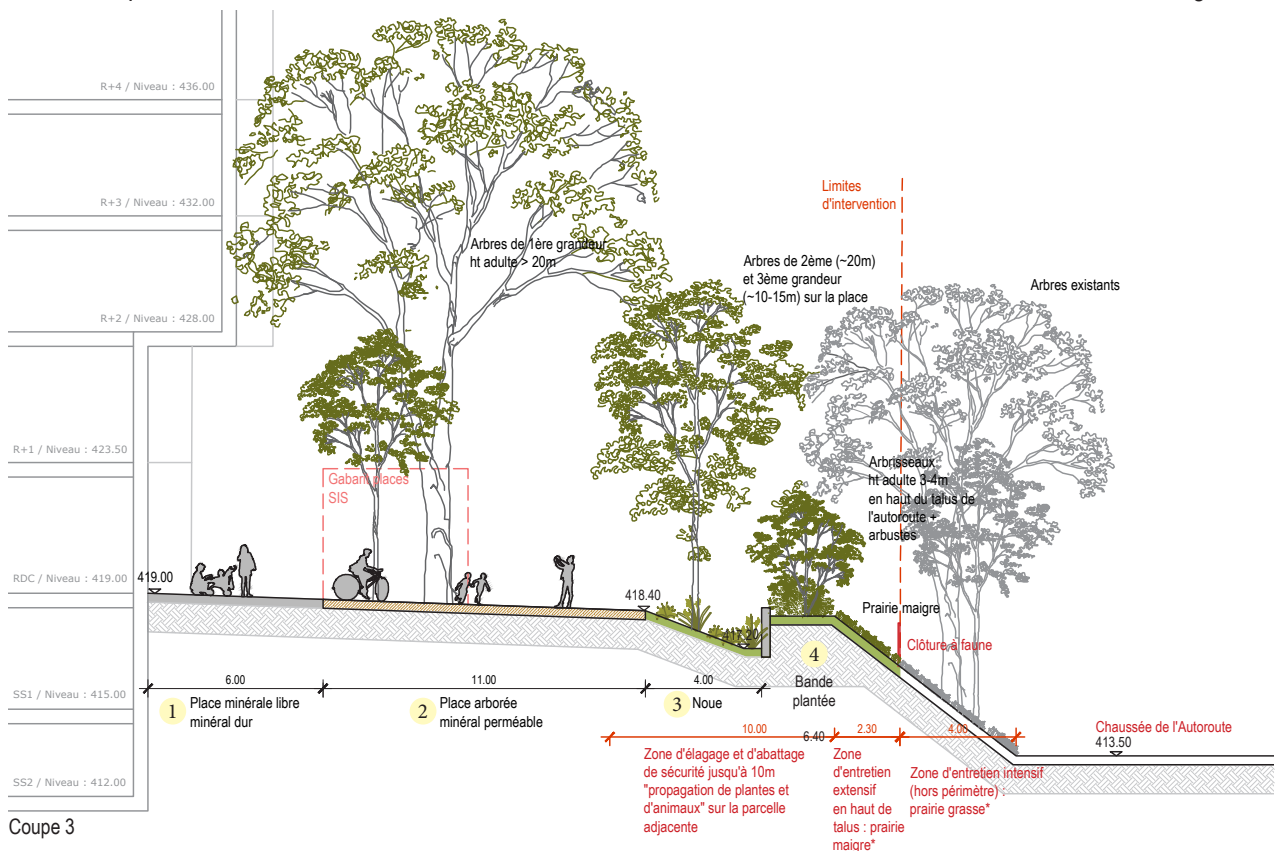 R+4 / Niveau : 436.00
R+3 / Niveau : 432.00
R+2 / Niveau : 428.00
R+1 / Niveau : 423.50
RDC / Niveau : 419.00
SS1 / Niveau : 415.00
SS2 / Niveau : 412.00
Arbres de 1ère grandeur
ht adulte > 20m
Limites
d'intervention
Arbres de 2ème (~20m)
et 3ème grandeur
(~10-15m) sur la place
Arbres existants
Arbrisseaux
ht adulte 3-4m
en haut du talus de
l'autoroute +
arbustes
Gabarit places
SIS
419.00
418.40
417.20
Prairie maigre
Clôture à faune
4
Bande
plantée
6.00
11.00
4.00
1 Place minérale libre
minéral dur
2 Place arborée
minéral perméable
3 Noue
10.00
6.40
2.30
4.00
Chaussée de l'Autoroute
413.50
Zone d'élagage et d'abattage
de sécurité jusqu'à 10m
"propagation de plantes et
d'animaux" sur la parcelle
adjacente
Zone
d'entretien
extensif
en haut de
talus : prairie
maigre*
Zone d'entretien intensif
(hors périmètre) :
prairie grasse*
Coupe 3